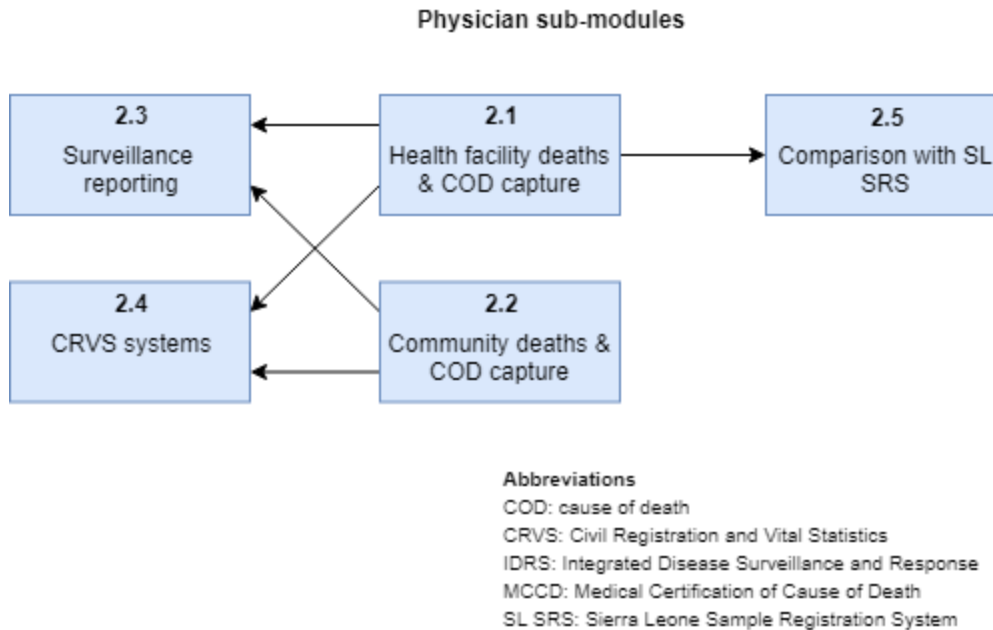 Physician sub-modules
2.3
Surveillance
reporting
2.1
Health facility deaths
& COD capture
2.5
Comparison with SL
SRS
2.4
CRVS systems
2.2
Community deaths &
COD capture
Abbreviations
COD: cause of death
CRVS: Civil Registration and Vital Statistics
IDRS: Integrated Disease Surveillance and Response
MCCD: Medical Certification of Cause of Death
SL SRS: Sierra Leone Sample Registration System